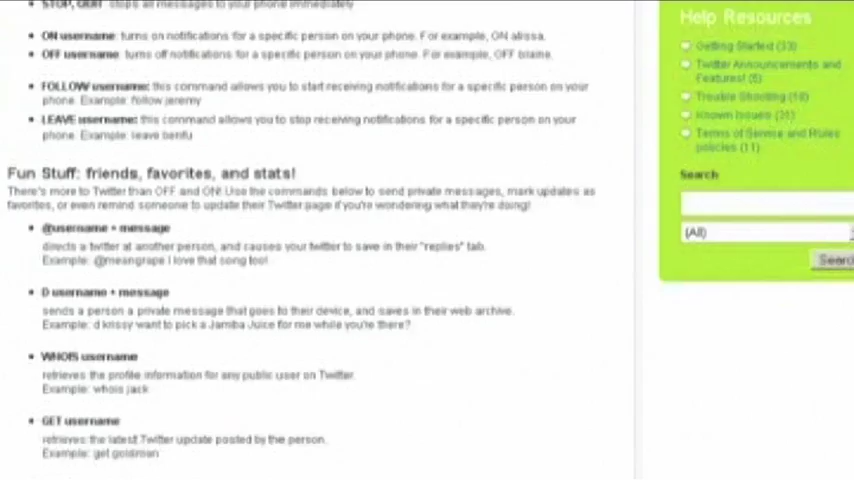 STOP, QUIT: stops all messages to your phone immediately
ON username: turns on notifications for a specific person on your phone. For example, ON alissa.
OFF username: turns off notifications for a specific person on your phone. For example, OFF blaine.
FOLLOW username: this command allows you to start receiving notifications for a specific person on your
phone. Example: follow jeremy
LEAVE username: this command allows you to stop receiving notifications for a specific person on your
phone. Example: leave benfu
Fun Stuff: friends, favorites, and stats!
There's more to Twitter than OFF and ON! Use the commands below to send private messages, mark updates as
favorites, or even remind someone to update their Twitter page if you're wondering what they're doing!
@username + message
directs a twitter at another person, and causes your twitter to save in their "replies" tab.
Example: @meangrape I love that song too!
D username + message
sends a person a private message that goes to their device, and saves in their web archive.
Example: d krissy want to pick a Jamba Juice for me while you're there?
WHOIS username
retrieves the profile information for any public user on Twitter.
Example: whois jack
GET username
retrieves the latest Twitter update posted by the person.
Example: get goldman
Help Resources
Getting Started (33)
Twitter Announcements and
Features! (6)
Trouble Shooting (18)
Known Issues (31)
Terms of Service and Rules
policies (11)
Search
(All)
Search